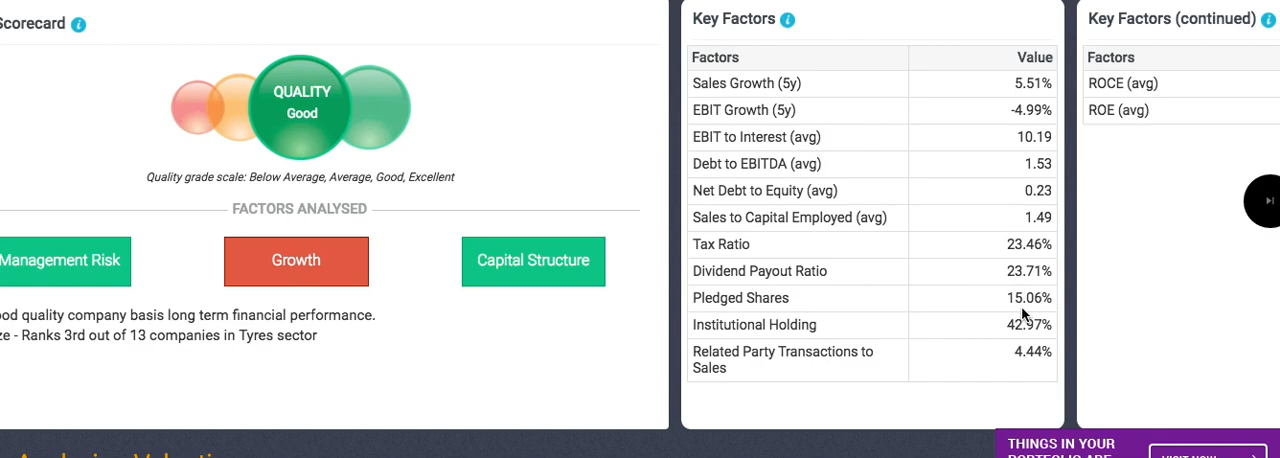 Scorecard
QUALITY
Good
Quality grade scale: Below Average, Average, Good, Excellent
FACTORS ANALYSED
Management Risk
Growth
Capital Structure
good quality company basis long term financial performance.
Ranks 3rd out of 13 companies in Tyres sector
Key Factors
Factors Value
Sales Growth (5y) 5.51%
EBIT Growth (5y) -4.99%
EBIT to Interest (avg) 10.19
Debt to EBITDA (avg) 1.53
Net Debt to Equity (avg) 0.23
Sales to Capital Employed (avg) 1.49
Tax Ratio 23.46%
Dividend Payout Ratio 23.71%
Pledged Shares 15.06%
Institutional Holding 42.97%
Related Party Transactions to 4.44%
Sales
Key Factors (continued)
Factors
ROCE (avg)
ROE (avg)
THINGS IN YOUR
PORTFOLIO ARE
VISIT NOW